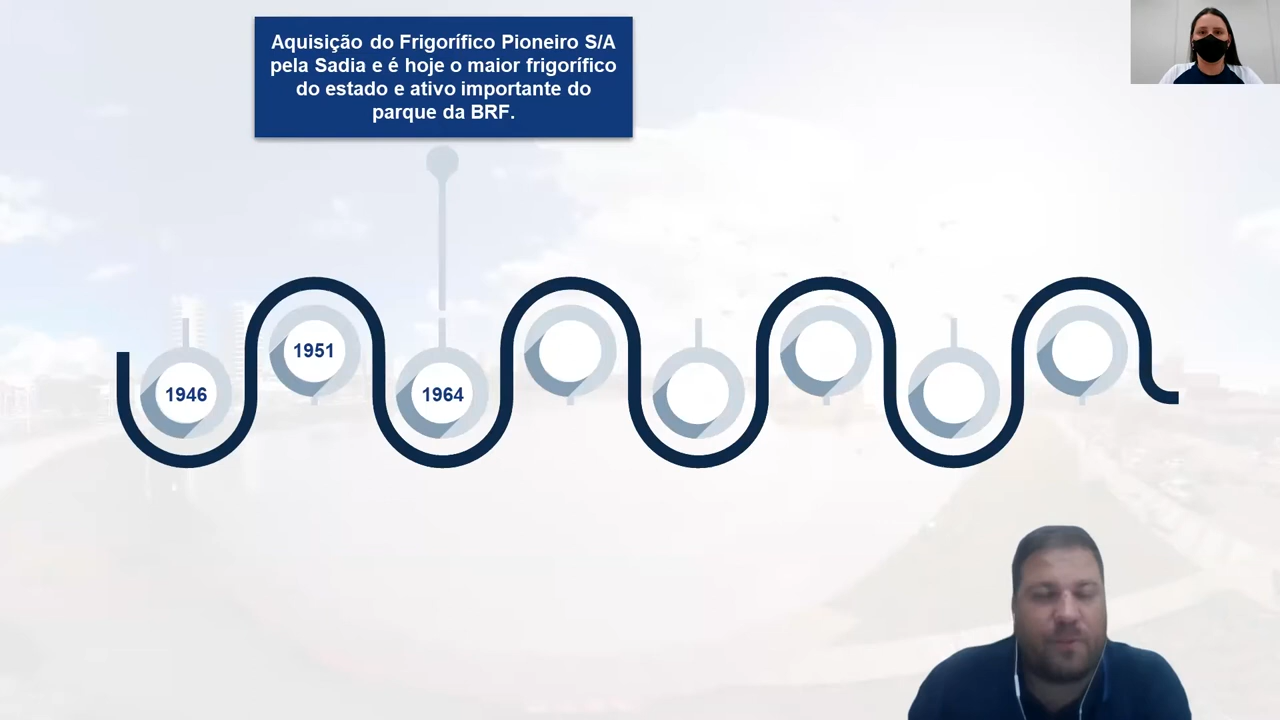 Aquisição do Frigorífico Pioneiro S/A
pela Sadia e é hoje o maior frigorífico
do estado e ativo importante do
parque da BRF.
1946
1951
1964